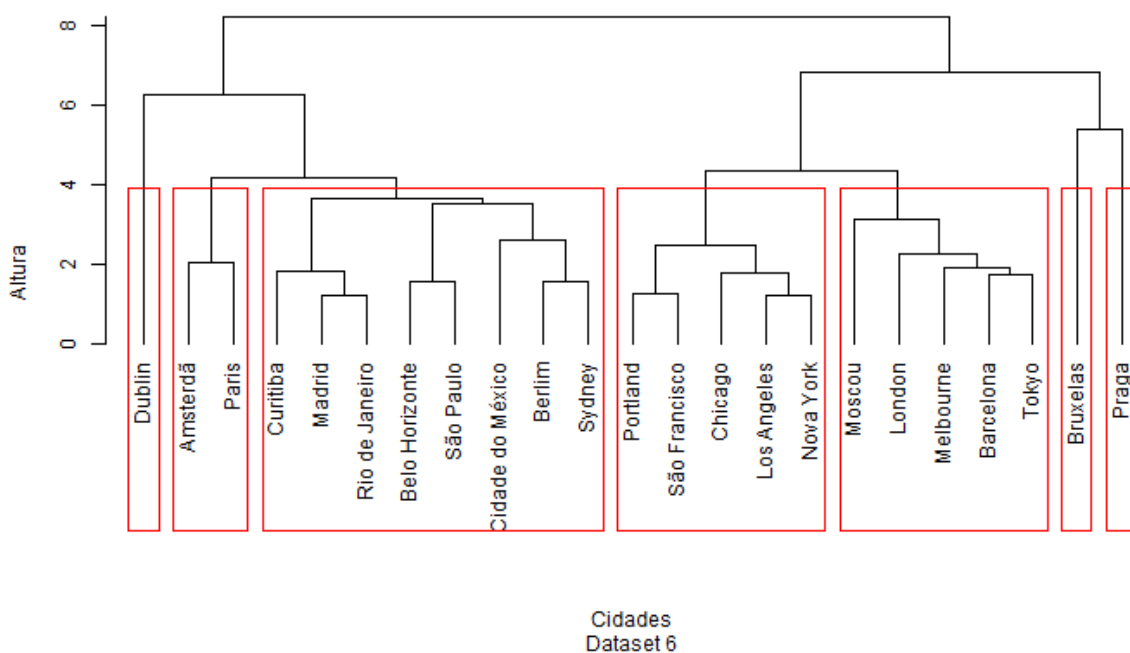 8
6
4
2
0
Altura
Dublin
Amsterdã
Paris
Curitiba
Madrid
Rio de Janeiro
Belo Horizonte
São Paulo
Cidade do México
Berlim
Sydney
Portland
São Francisco
Chicago
Los Angeles
Nova York
Moscou
London
Melbourne
Barcelona
Tokyo
Bruxelas
Praga
Cidades
Dataset 6